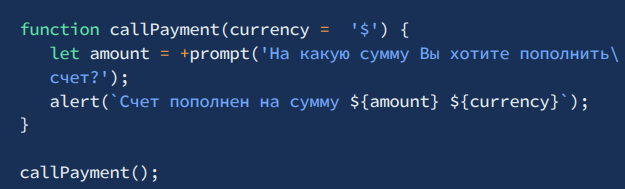 function callPayment(currency =  '$') {
let amount = +prompt('На какую сумму Вы хотите пополнить\
счет?');
alert(`Счет пополнен на сумму ${amount} ${currency}`);
}
callPayment();